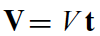 V = V t